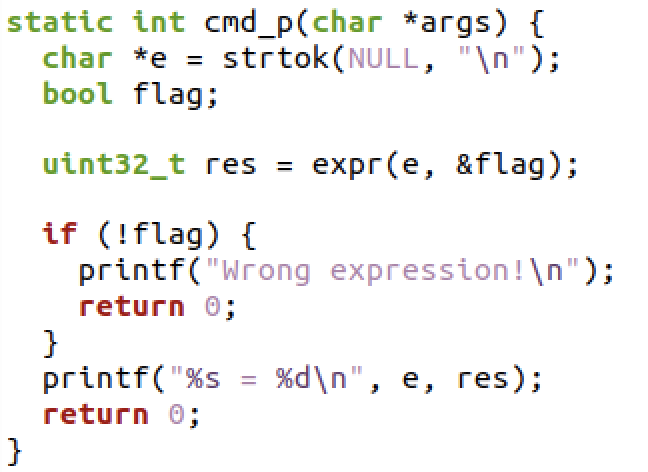 static int cmd_p(char *args) {
  char *e = strtok(NULL, "\n");
  bool flag;

  uint32_t res = expr(e, &flag);

  if (!flag) {
    printf("Wrong expression!\n");
    return 0;
  }
  printf("%s = %d\n", e, res);
  return 0;
}